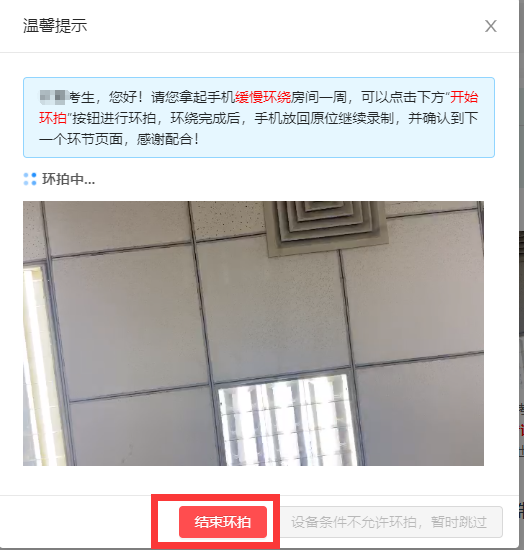 温馨提示
考生，您好！请您拿起手机缓慢环绕房间一周，可以点击下方“开始
环拍”按钮进行环拍，环绕完成后，手机放回原位继续录制，并确认到下
一个环节页面，感谢配合！
环拍中...
结束环拍
设备条件不允许环拍，暂时跳过